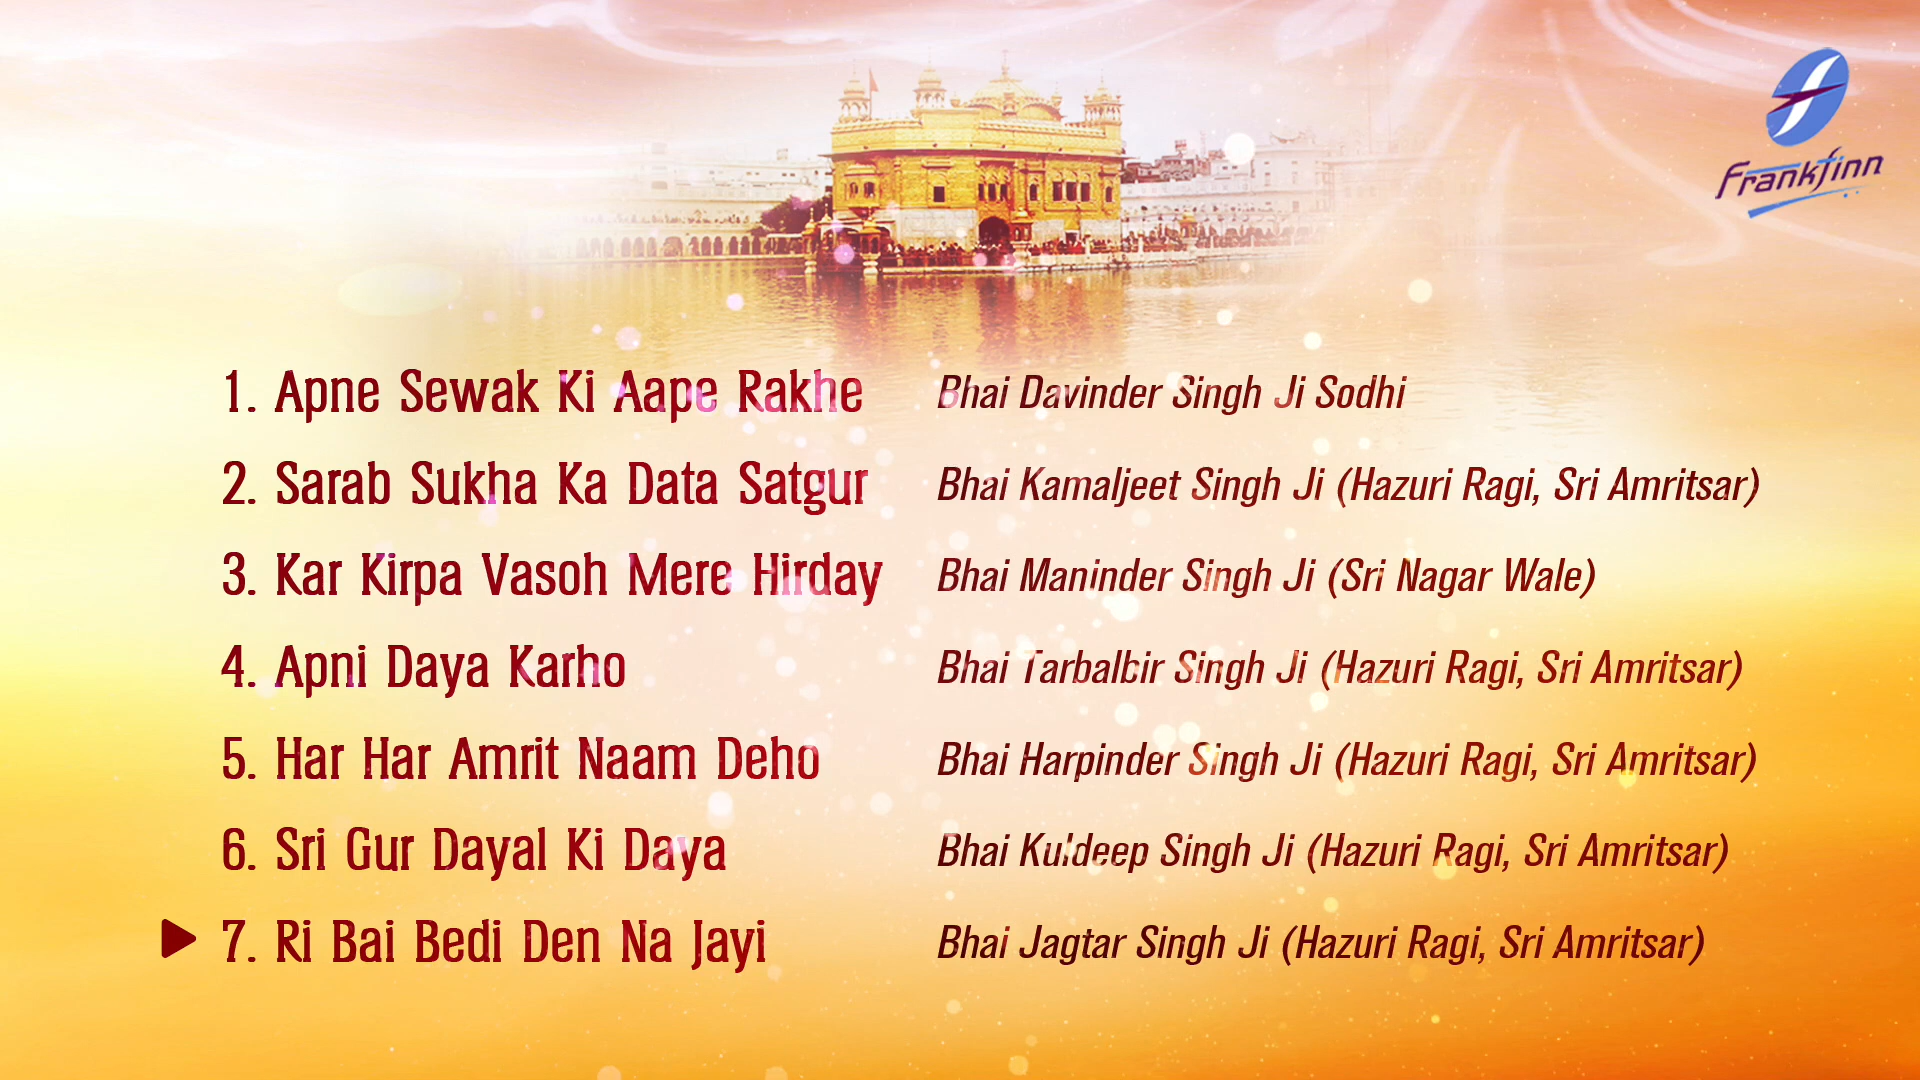 Frankfinn
1. Apne Sewak Ki Aape Rakhe Bhai Davinder Singh Ji Sodhi
2. Sarab Sukha Ka Data Satgur Bhai Kamaljeet Singh Ji (Hazuri Ragi, Sri Amritsar)
3. Kar Kirpa Vasoh Mere Hirday Bhai Maninder Singh Ji (Sri Nagar Wale)
4. Apni Daya Karho Bhai Tarbalbir Singh Ji (Hazuri Ragi, Sri Amritsar)
5. Har Har Amrit Naam Deho Bhai Harpinder Singh Ji (Hazuri Ragi, Sri Amritsar)
6. Sri Gur Dayal Ki Daya Bhai Kuldeep Singh Ji (Hazuri Ragi, Sri Amritsar)
7. Ri Bai Bedi Den Na Jayi Bhai Jagtar Singh Ji (Hazuri Ragi, Sri Amritsar)